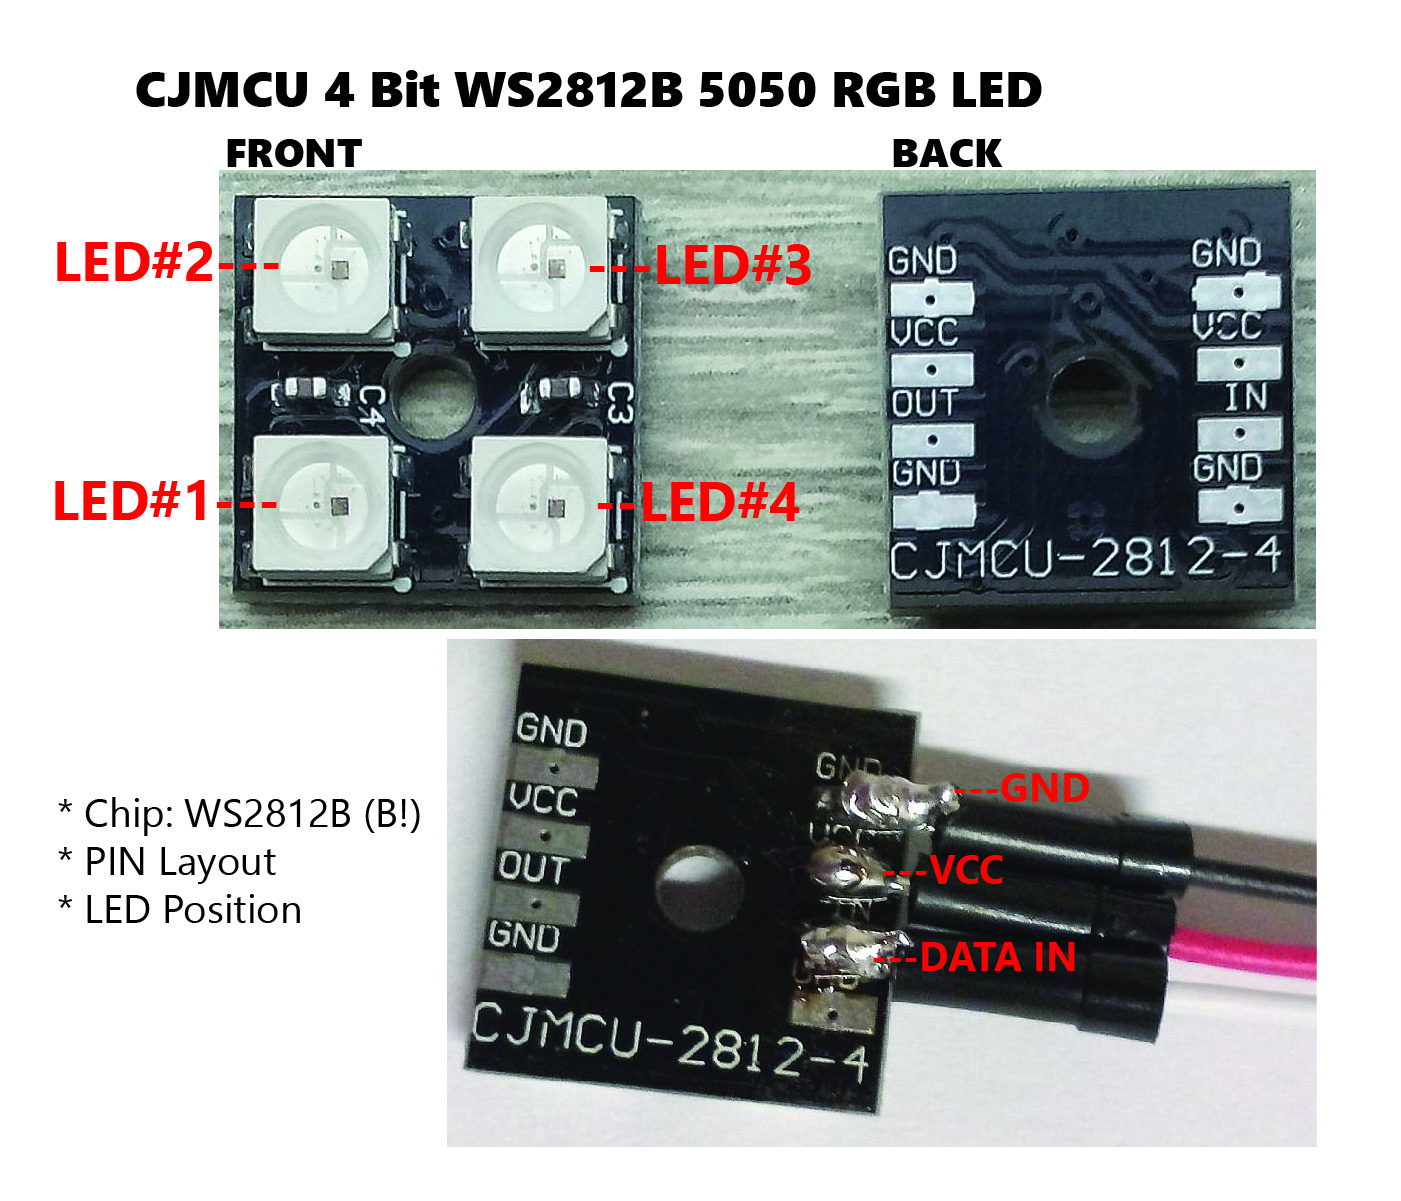 CJMCU 4 Bit WS2812B 5050 RGB LED
FRONT
BACK
LED#2---
---LED#3
C4
C3
LED#1---
--LED#4
GND
GND
VCC
VCC
OUT
IN
GND
GND
CJMCU-2812-4
GND
VCC
OUT
GND
GND
IN
CJMCU-2812-4
---GND
---VCC
---DATA IN
* Chip: WS2812B (B!)
* PIN Layout
* LED Position